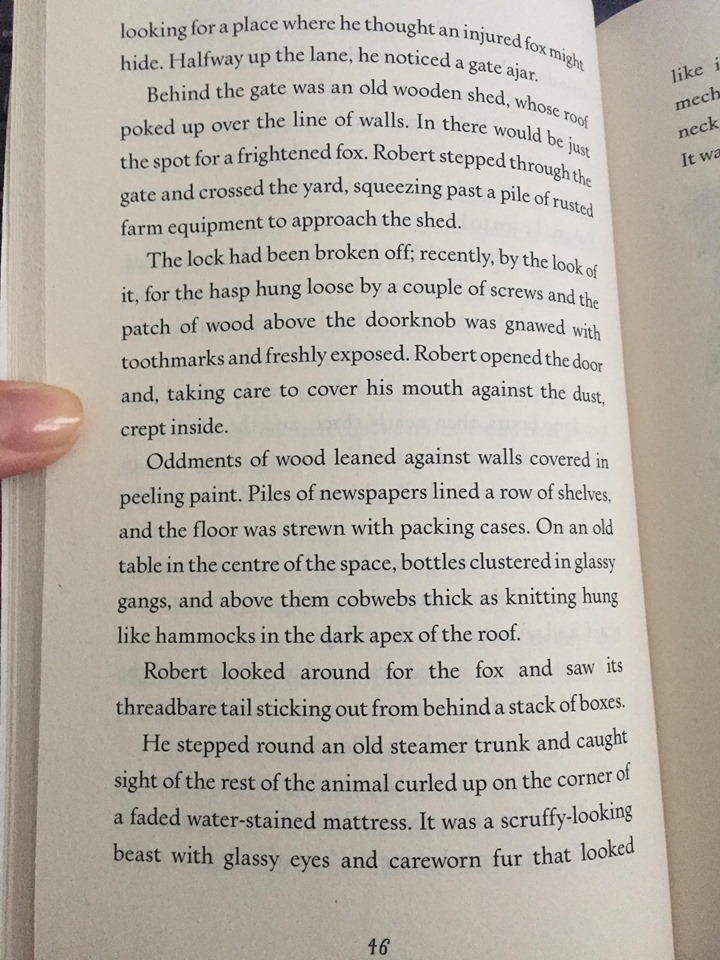 looking for a place where he thought an injured fox might
hide. Halfway up the lane, he noticed a gate ajar.
Behind the gate was an old wooden shed, whose roof
poked up over the line of walls. In there would be just
the spot for a frightened fox. Robert stepped through the
gate and crossed the yard, squeezing past a pile of rusted
farm equipment to approach the shed.
The lock had been broken off; recently, by the look of
it, for the hasp hung loose by a couple of screws and the
patch of wood above the doorknob was gnawed with
toothmarks and freshly exposed. Robert opened the door
and, taking care to cover his mouth against the dust,
crept inside.
Oddments of wood leaned against walls covered in
peeling paint. Piles of newspapers lined a row of shelves,
and the floor was strewn with packing cases. On an old
table in the centre of the space, bottles clustered in glassy
gangs, and above them cobwebs thick as knitting hung
like hammocks in the dark apex of the roof.
Robert looked around for the fox and saw its
threadbare tail sticking out from behind a stack of boxes.
He stepped round an old steamer trunk and caught
sight of the rest of the animal curled up on the corner of
a faded water-stained mattress. It was a scruffy-looking
beast with glassy eyes and careworn fur that looked
46
like
mech
neck
It wa